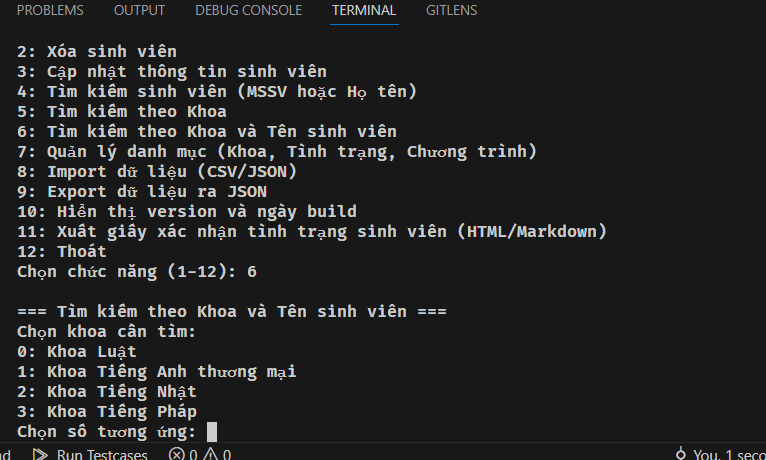 PROBLEMS OUTPUT DEBUG CONSOLE TERMINAL GITLENS
2: Xóa sinh viên
3: Cập nhật thông tin sinh viên
4: Tìm kiếm sinh viên (MSSV hoặc Họ tên)
5: Tìm kiếm theo Khoa
6: Tìm kiếm theo Khoa và Tên sinh viên
7: Quản lý danh mục (Khoa, Tình trạng, Chương trình)
8: Import dữ liệu (CSV/JSON)
9: Export dữ liệu ra JSON
10: Hiển thị version và ngày build
11: Xuất giấy xác nhận tình trạng sinh viên (HTML/Markdown)
12: Thoát
Chọn chức năng (1-12): 6
=== Tìm kiếm theo Khoa và Tên sinh viên ===
Chọn khoa cần tìm:
0: Khoa Luật
1: Khoa Tiếng Anh thương mại
2: Khoa Tiếng Nhật
3: Khoa Tiếng Pháp
Chọn số tương ứng:
nd Run Testcases 0 0 You, 1 seco